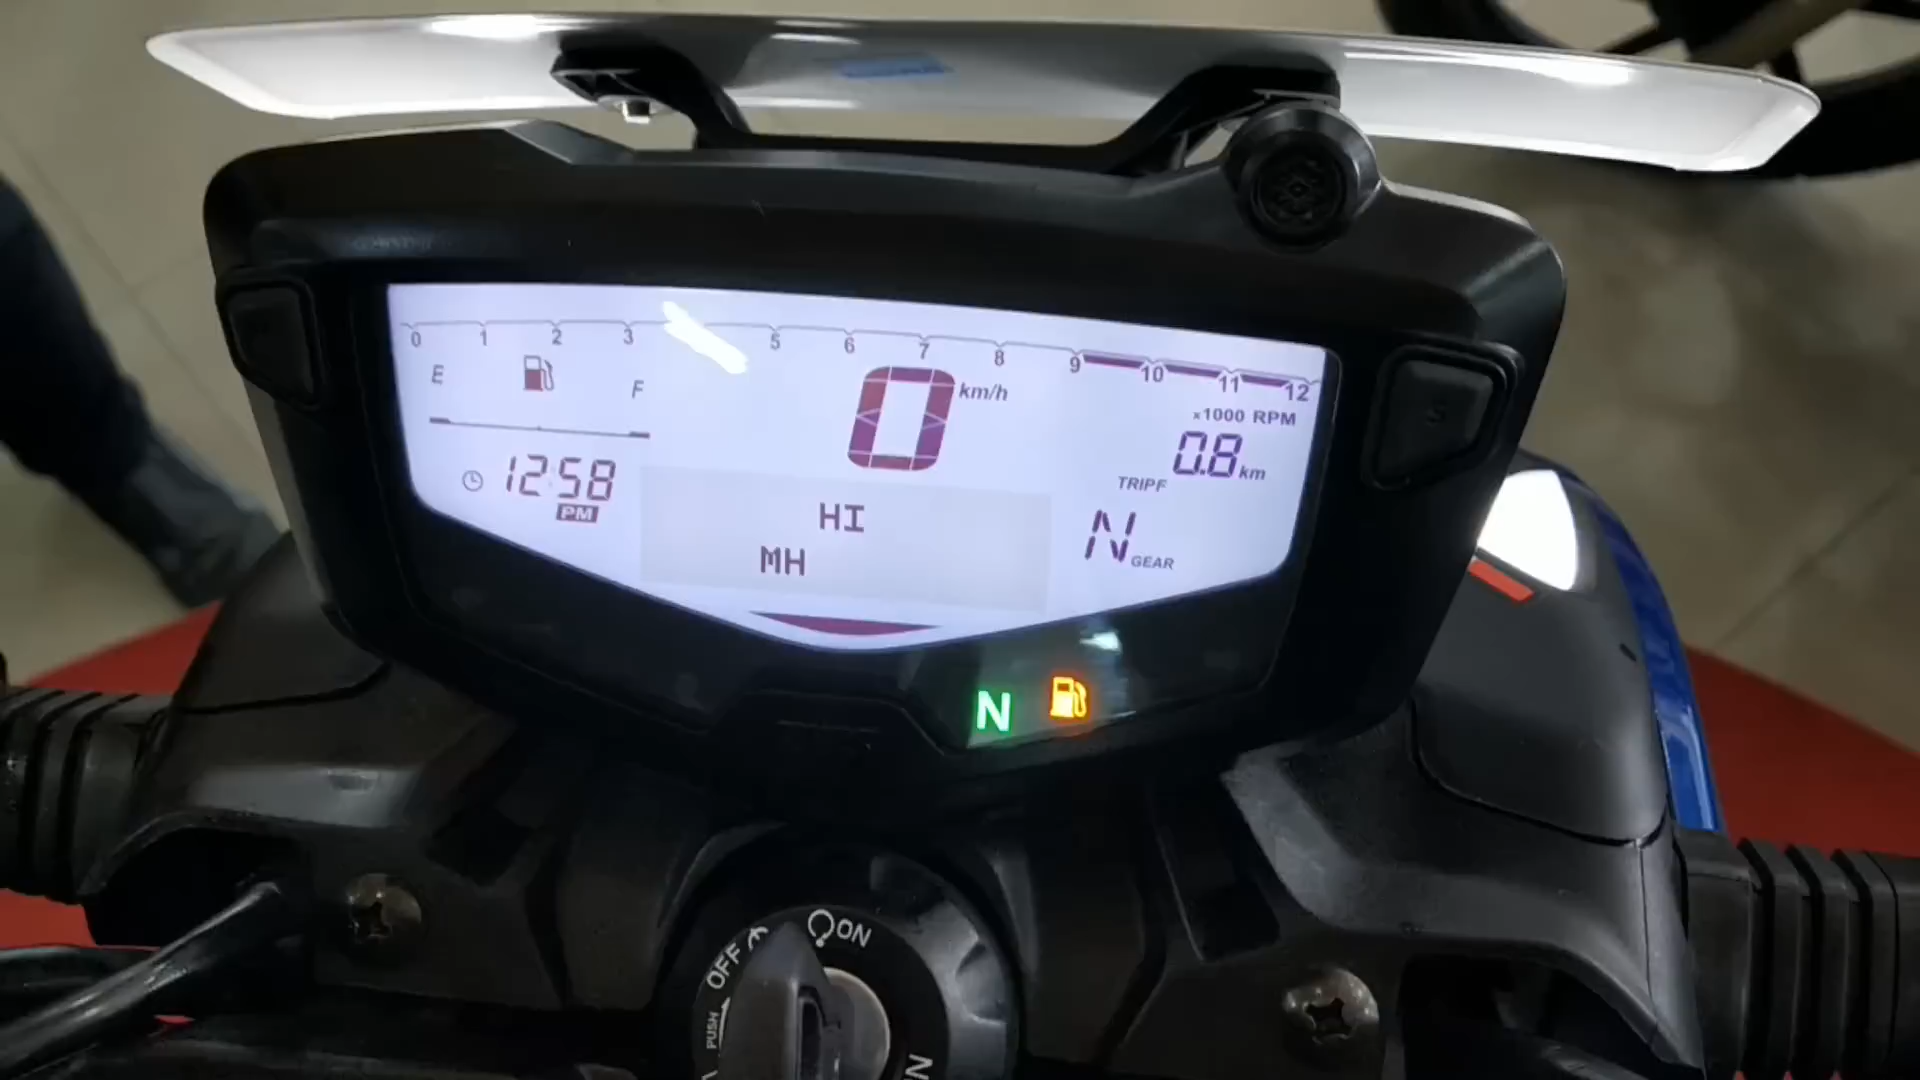 0 1 2 3 5 6 7 8 9 10 11 12
x1000 RPM
E F
0 km/h
0.8 km
TRIPF
12:58
PM
HI
MH
N GEAR
N
ON
OFF
PUSH